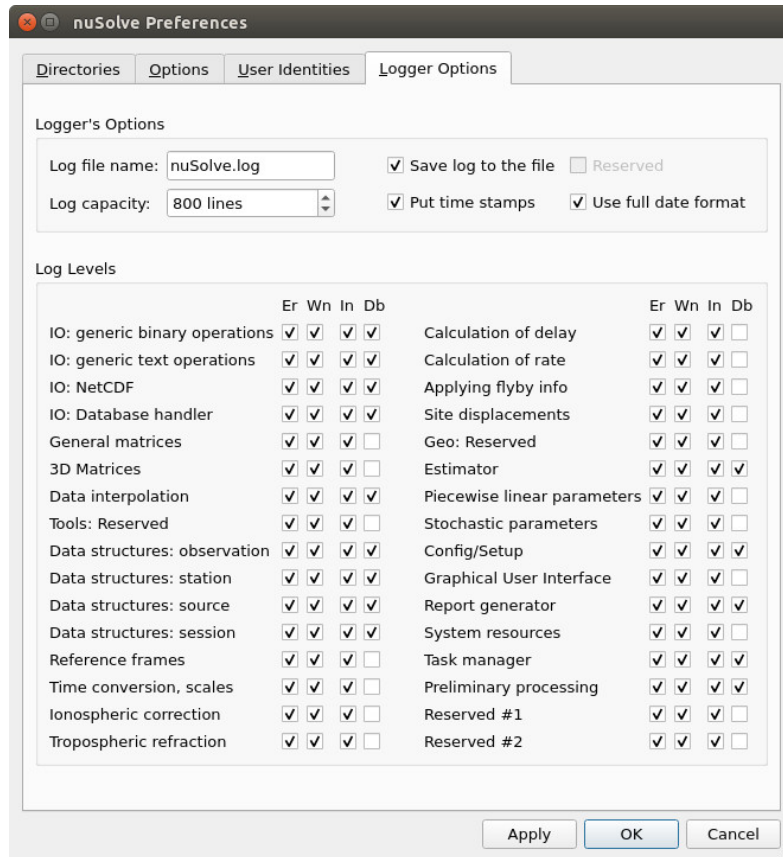 nuSolve Preferences
Directories Options User Identities Logger Options
Logger's Options
Log file name: nuSolve.log Save log to the file Reserved
Log capacity: 800 lines Put time stamps Use full date format
Log Levels
Er Wn In Db Er Wn In Db
IO: generic binary operations Calculation of delay
IO: generic text operations Calculation of rate
IO: NetCDF Applying flyby info
IO: Database handler Site displacements
General matrices Geo: Reserved
3D Matrices Estimator
Data interpolation Piecewise linear parameters
Tools: Reserved Stochastic parameters
Data structures: observation Config/Setup
Data structures: station Graphical User Interface
Data structures: source Report generator
Data structures: session System resources
Reference frames Task manager
Time conversion, scales Preliminary processing
Ionospheric correction Reserved #1
Tropospheric refraction Reserved #2
Apply OK Cancel